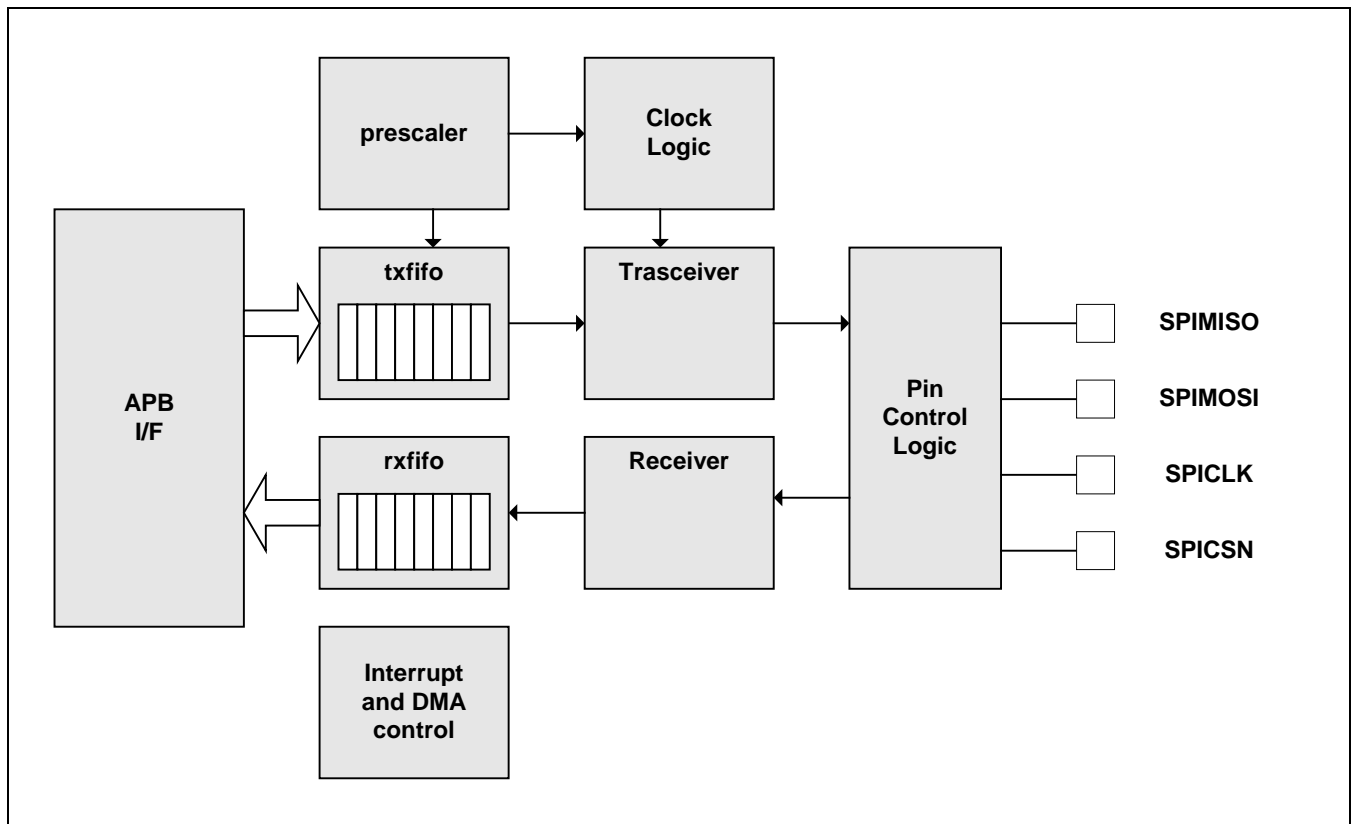 prescaler
Clock
Logic
txfifo
Trasceiver
APB
I/F
Pin
Control
Logic
SPIMISO
SPIMOSI
SPICLK
SPICSN
rxfifo
Receiver
Interrupt
and DMA
control